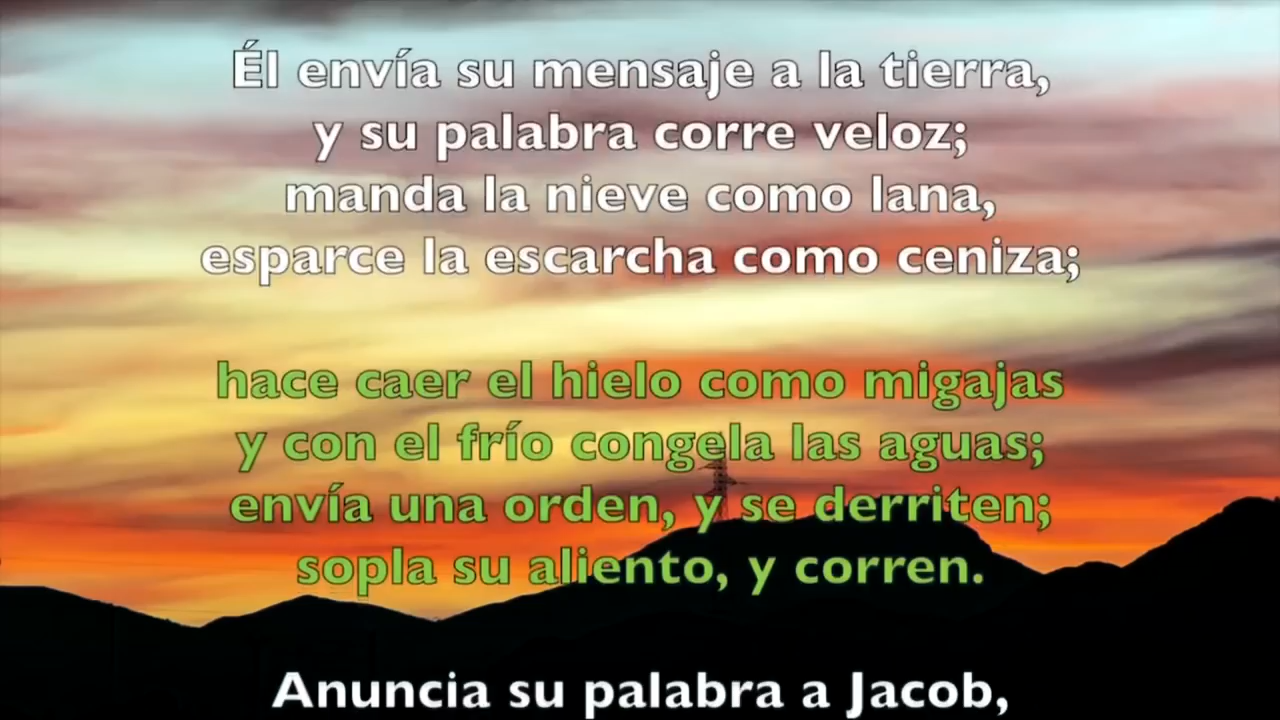 Él envía su mensaje a la tierra,
y su palabra corre veloz;
manda la nieve como lana,
esparce la escarcha como ceniza;
hace caer el hielo como migajas
y con el frío congela las aguas;
envía una orden, y se derriten;
sopla su aliento, y corren.
Anuncia su palabra a Jacob,